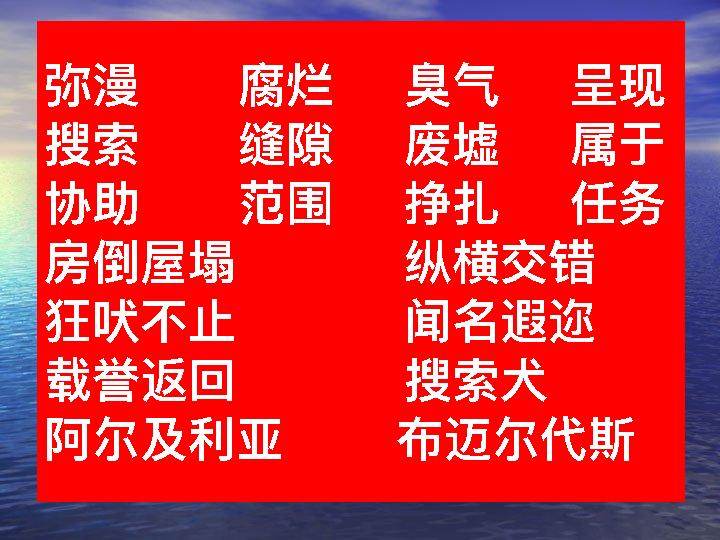 弥漫 腐烂 臭气 呈现
搜索 缝隙 废墟 属于
协助 范围 挣扎 任务
房倒屋塌 纵横交错
狂吠不止 闻名遐迩
载誉返回 搜索犬
阿尔及利亚 布迈尔代斯